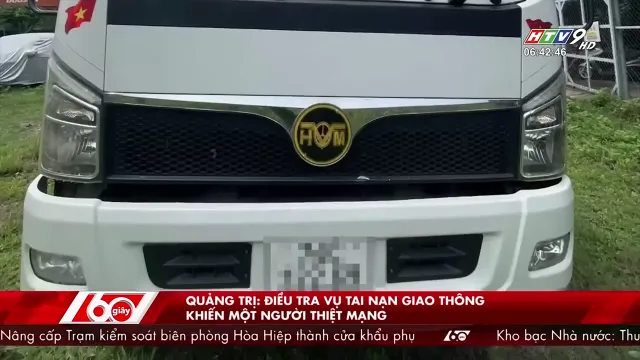 HTV9 HD
06:42:46
HVM
60 giây
QUẢNG TRỊ: ĐIỀU TRA VỤ TAI NẠN GIAO THÔNG
KHIẾN MỘT NGƯỜI THIỆT MẠNG
Nâng cấp Trạm kiểm soát biên phòng Hòa Hiệp thành cửa khẩu phụ 60 Kho bạc Nhà nước: Thu